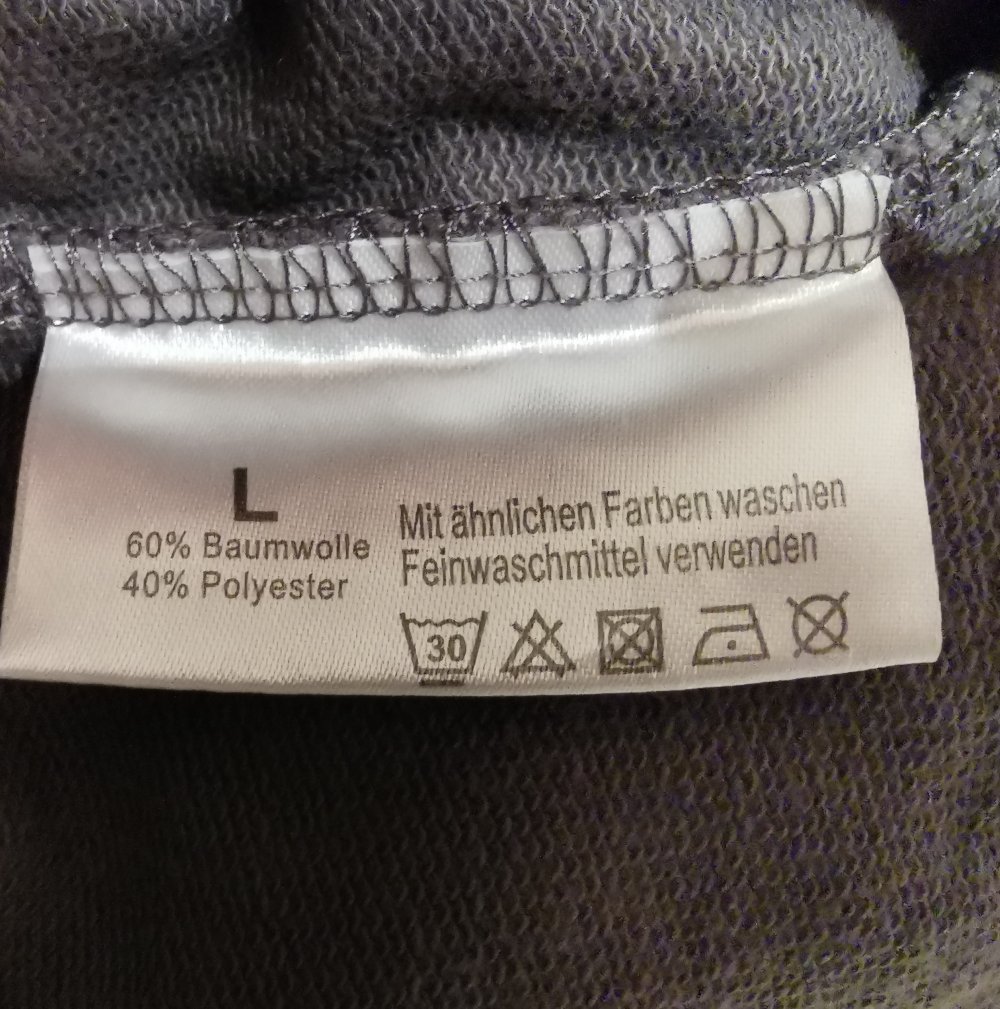 L
60% Baumwolle
40% Polyester
Mit ähnlichen Farben waschen
Feinwaschmittel verwenden
30